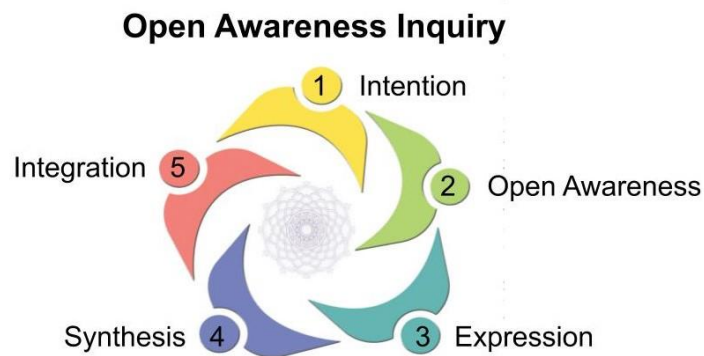 Open Awareness Inquiry
1 Intention
2 Open Awareness
3 Expression
4 Synthesis
5 Integration